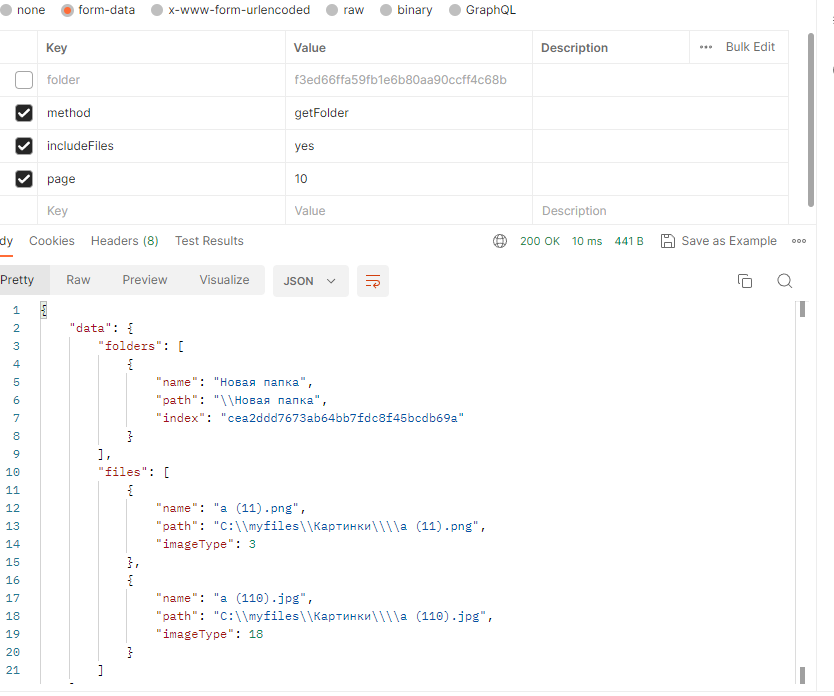 none form-data x-www-form-urlencoded raw binary GraphQL
Key Value Description ••• Bulk Edit
folder f3ed66ffa59fb1e6b80aa90ccff4c68b
method getFolder
includeFiles yes
page 10
Key Value Description
dy Cookies Headers (8) Test Results 200 OK 10 ms 441 B Save as Example •••
Pretty Raw Preview Visualize JSON
1 {
2 "data": {
3 "folders": [
4 {
5 "name": "Новая папка",
6 "path": "\\Новая папка",
7 "index": "cea2ddd7673ab64bb7fdc8f45bcdb69a"
8 }
9 ],
10 "files": [
11 {
12 "name": "a (11).png",
13 "path": "C:\\myfiles\\Картинки\\\\a (11).png",
14 "imageType": 3
15 },
16 {
17 "name": "a (110).jpg",
18 "path": "C:\\myfiles\\Картинки\\\\a (110).jpg",
19 "imageType": 18
20 }
21 ]